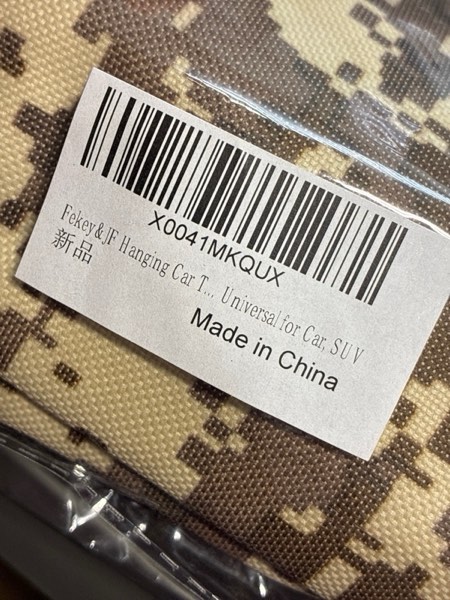 X0041MKQUX
Fekey&JF Hanging Car T... Universal for Car, SUV
新品
Made in China